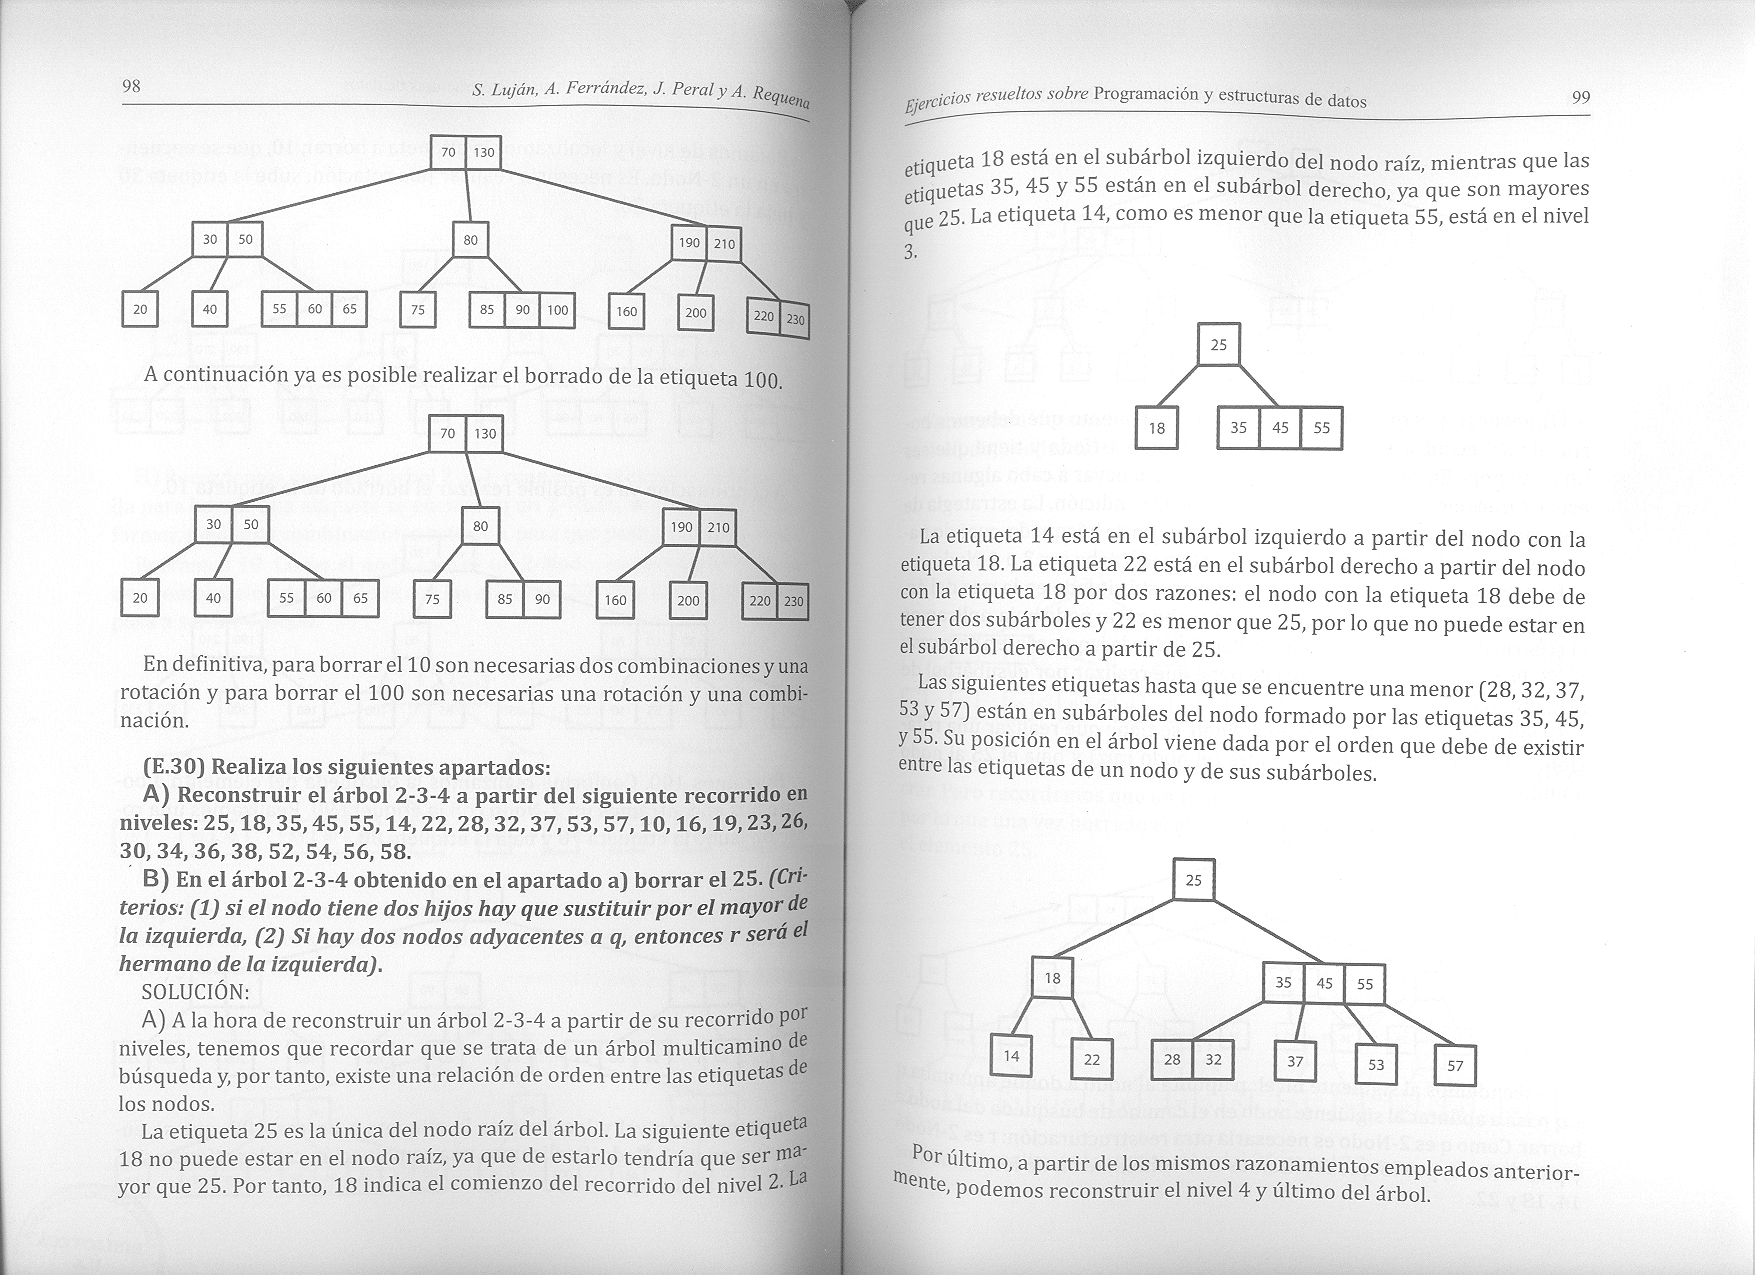 98
S. Luján, A. Ferrández, J. Peral y A. Requena
70 130
30 50
80
190 210
20
40
55 60 65
75
85 90 100
160
200
220 230
A continuación ya es posible realizar el borrado de la etiqueta 100.
70 130
30 50
80
190 210
20
40
55 60 65
75
85 90
160
200
220 230
En definitiva, para borrar el 10 son necesarias dos combinaciones y una
rotación y para borrar el 100 son necesarias una rotación y una combi-
nación.
(E.30) Realiza los siguientes apartados:
A) Reconstruir el árbol 2-3-4 a partir del siguiente recorrido en
niveles: 25, 18, 35, 45, 55, 14, 22, 28, 32, 37, 53, 57, 10, 16, 19, 23, 26,
30, 34, 36, 38, 52, 54, 56, 58.
B) En el árbol 2-3-4 obtenido en el apartado a) borrar el 25. (Cri-
terios: (1) si el nodo tiene dos hijos hay que sustituir por el mayor de
la izquierda, (2) Si hay dos nodos adyacentes a q, entonces r será el
hermano de la izquierda).
SOLUCIÓN:
A) A la hora de reconstruir un árbol 2-3-4 a partir de su recorrido por
niveles, tenemos que recordar que se trata de un árbol multicamino de
búsqueda y, por tanto, existe una relación de orden entre las etiquetas de
los nodos.
La etiqueta 25 es la única del nodo raíz del árbol. La siguiente etiqueta
18 no puede estar en el nodo raíz, ya que de estarlo tendría que ser ma-
yor que 25. Por tanto, 18 indica el comienzo del recorrido del nivel 2. La
Ejercicios resueltos sobre Programación y estructuras de datos
99
etiqueta 18 está en el subárbol izquierdo del nodo raíz, mientras que las
etiquetas 35, 45 y 55 están en el subárbol derecho, ya que son mayores
que 25. La etiqueta 14, como es menor que la etiqueta 55, está en el nivel
3.
25
18
35 45 55
La etiqueta 14 está en el subárbol izquierdo a partir del nodo con la
etiqueta 18. La etiqueta 22 está en el subárbol derecho a partir del nodo
con la etiqueta 18 por dos razones: el nodo con la etiqueta 18 debe de
tener dos subárboles y 22 es menor que 25, por lo que no puede estar en
el subárbol derecho a partir de 25.
Las siguientes etiquetas hasta que se encuentre una menor (28, 32, 37,
53 y 57) están en subárboles del nodo formado por las etiquetas 35, 45,
y 55. Su posición en el árbol viene dada por el orden que debe de existir
entre las etiquetas de un nodo y de sus subárboles.
25
18
35 45 55
14
22
28 32
37
53
57
Por último, a partir de los mismos razonamientos empleados anterior-
mente, podemos reconstruir el nivel 4 y último del árbol.